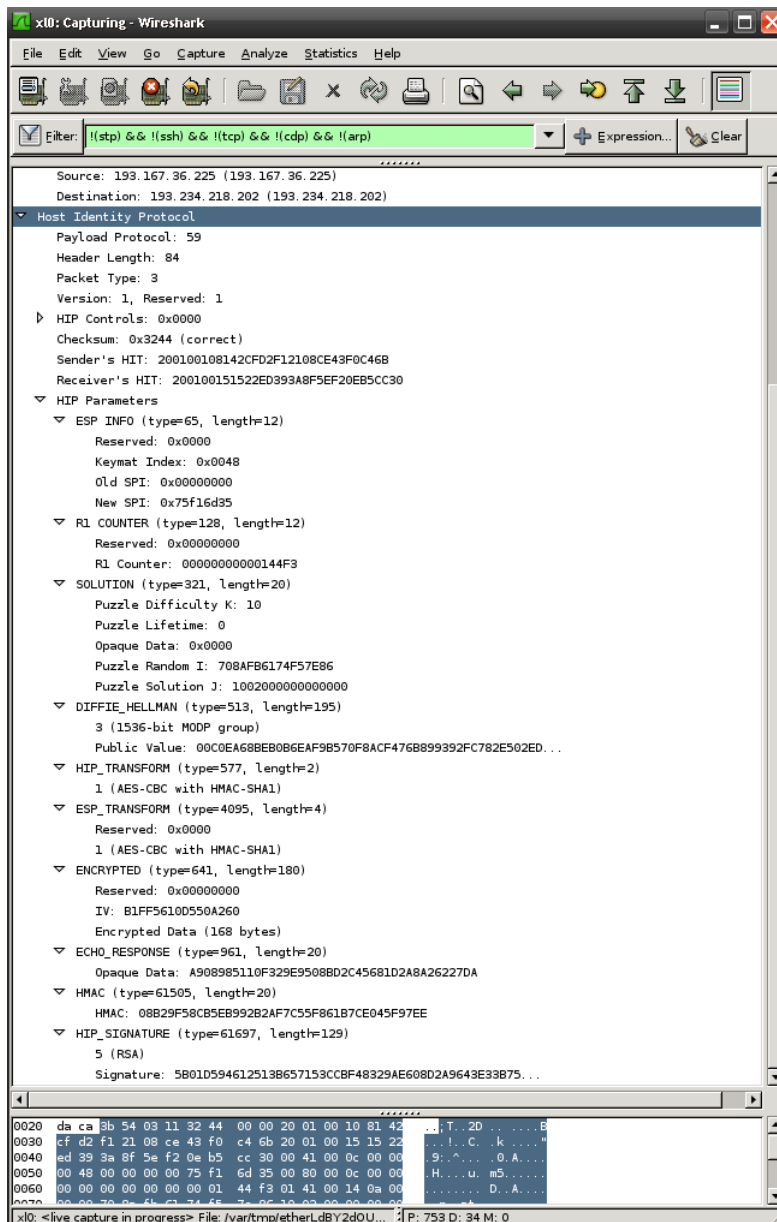 xl0: Capturing - Wireshark
File Edit View Go Capture Analyze Statistics Help
Filter: !(stp) && !(ssh) && !(tcp) && !(cdp) && !(arp) Expression... Clear
Source: 193.167.36.225 (193.167.36.225)
Destination: 193.234.218.202 (193.234.218.202)
Host Identity Protocol
Payload Protocol: 59
Header Length: 84
Packet Type: 3
Version: 1, Reserved: 1
HIP Controls: 0x0000
Checksum: 0x3244 (correct)
Sender's HIT: 200100108142CFD2F12108CE43F0C46B
Receiver's HIT: 200100151522ED393A8F5EF20EB5CC30
HIP Parameters
ESP INFO (type=65, length=12)
Reserved: 0x0000
Keymat Index: 0x0048
Old SPI: 0x00000000
New SPI: 0x75f16d35
R1 COUNTER (type=128, length=12)
Reserved: 0x00000000
R1 Counter: 00000000000144F3
SOLUTION (type=321, length=20)
Puzzle Difficulty K: 10
Puzzle Lifetime: 0
Opaque Data: 0x0000
Puzzle Random I: 708AFB6174F57E86
Puzzle Solution J: 1002000000000000
DIFFIE_HELLMAN (type=513, length=195)
3 (1536-bit MODP group)
Public Value: 00C0EA68BEB0B6EAF9B570F8ACF476B899392FC782E502ED...
HIP_TRANSFORM (type=577, length=2)
1 (AES-CBC with HMAC-SHA1)
ESP_TRANSFORM (type=4095, length=4)
Reserved: 0x0000
1 (AES-CBC with HMAC-SHA1)
ENCRYPTED (type=641, length=180)
Reserved: 0x00000000
IV: B1FF5610D550A260
Encrypted Data (168 bytes)
ECHO_RESPONSE (type=961, length=20)
Opaque Data: A908985110F329E9508BD2C45681D2A8A26227DA
HMAC (type=61505, length=20)
HMAC: 08B29F58CB5EB992B2AF7C55F861B7CE045F97EE
HIP_SIGNATURE (type=61697, length=129)
5 (RSA)
Signature: 5B01D594612513B657153CCBF48329AE608D2A9643E33B75...
0020 da ca 3b 54 03 11 32 44 00 00 20 01 00 10 81 42 ..;T..2D .. ....B
0030 cf d2 f1 21 08 ce 43 f0 c4 6b 20 01 00 15 15 22 ...!..C. .k ...."
0040 ed 39 3a 8f 5e f2 0e b5 cc 30 00 41 00 0c 00 00 .9:.^... .0.A....
0050 00 48 00 00 00 00 75 f1 6d 35 00 80 00 0c 00 00 .H....u. m5......
0060 00 00 00 00 00 00 00 01 44 f3 01 41 00 14 0a 00 ........ D..A....
xl0: <live capture in progress> File: /var/tmp/etherLdBY2dOU... P: 753 D: 34 M: 0